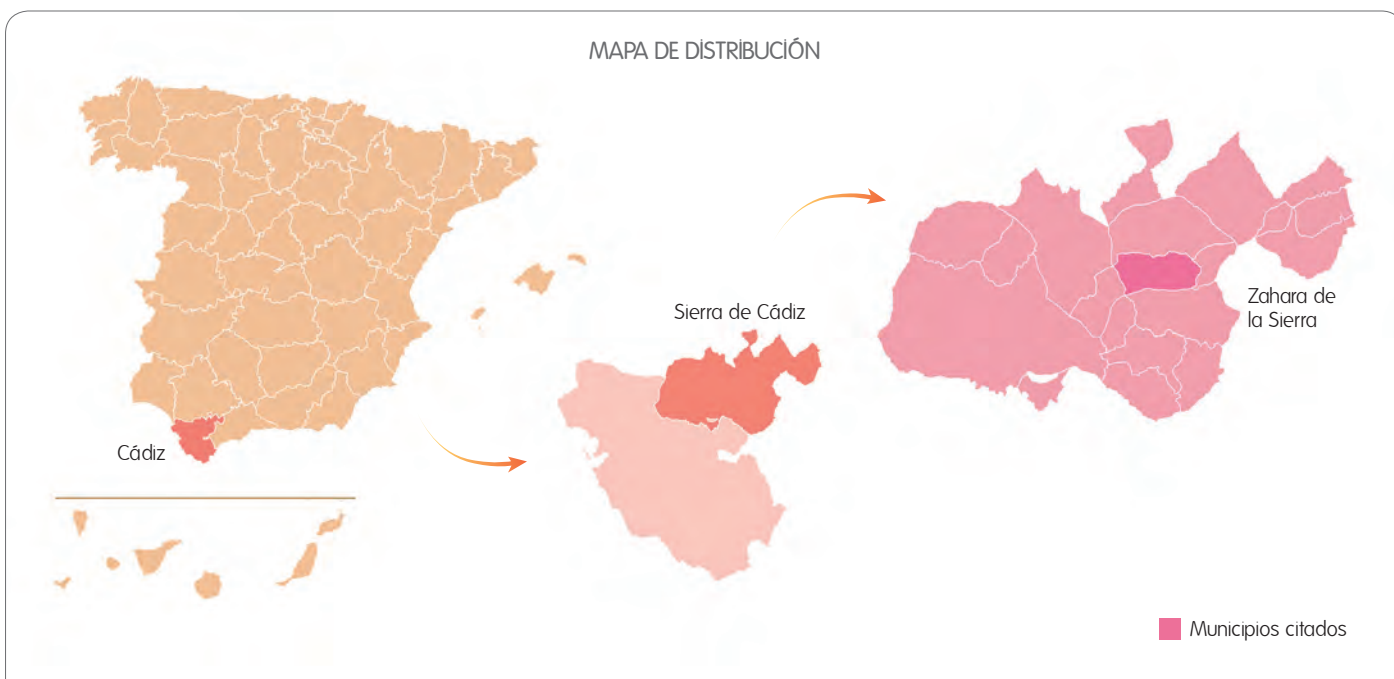 MAPA DE DISTRIBUCIÓN
Sierra de Cádiz
Zahara de
la Sierra
Cádiz
Municipios citados